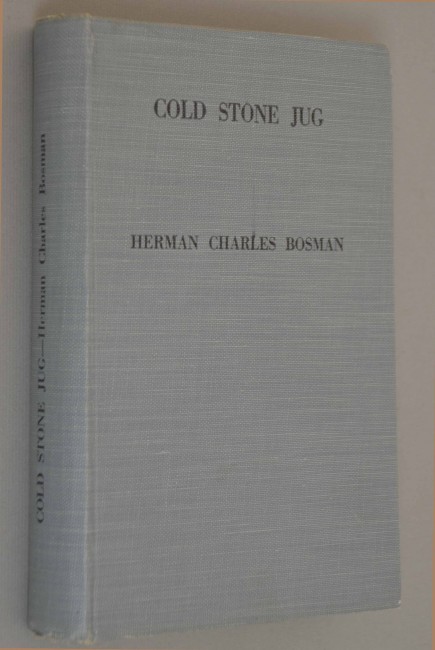 COLD STONE JUG
HERMAN CHARLES BOSMAN
COLD STONE JUG—Herman Charles Bosman